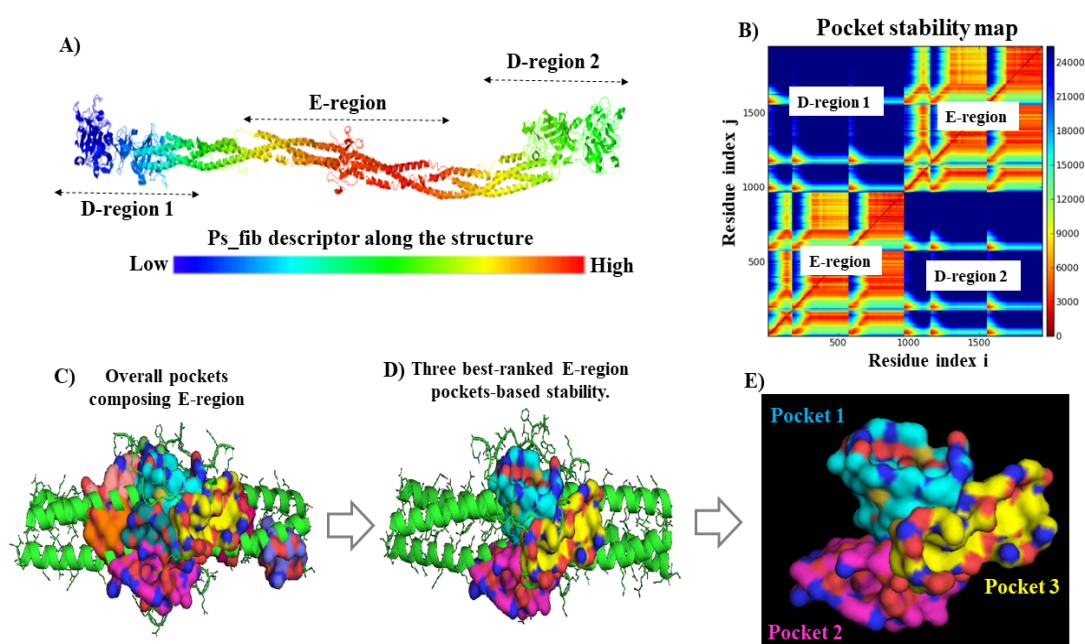 A)
D-region 1
E-region
D-region 2
Ps_fib descriptor along the structure
Low
High
B)
Pocket stability map
Residue index j
1500
1000
500
D-region 1
E-region
E-region
D-region 2
500
1000
1500
Residue index i
24000
21000
18000
15000
12000
9000
6000
3000
0
C)
Overall pockets
composing E-region
D)
Three best-ranked E-region
pockets-based stability.
E)
Pocket 1
Pocket 3
Pocket 2